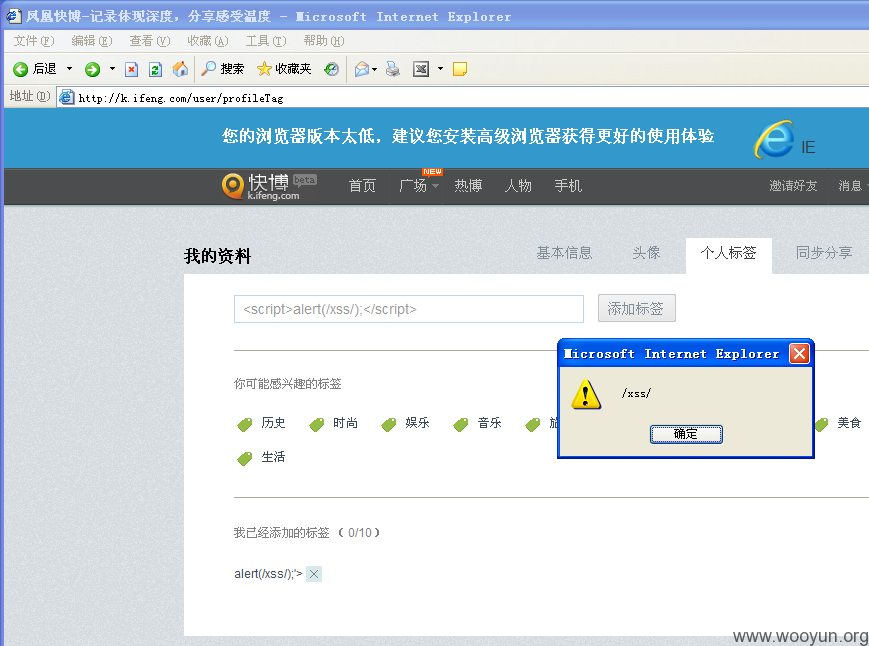 凤凰快博-记录体现深度，分享感受温度 - Microsoft Internet Explorer
文件(F) 编辑(E) 查看(V) 收藏(A) 工具(T) 帮助(H)
后退 搜索 收藏夹
地址(D) http://k.ifeng.com/user/profileTag
您的浏览器版本太低，建议您安装高级浏览器获得更好的使用体验 IE
快博 beta k.ifeng.com 首页 广场 NEW 热博 人物 手机 邀请好友 消息
我的资料 基本信息 头像 个人标签 同步分享
<script>alert(/xss/);</script> 添加标签
Microsoft Internet Explorer
/xss/
确定
你可能感兴趣的标签
历史 时尚 娱乐 音乐 美食
生活
我已经添加的标签 （ 0/10 ）
alert(/xss/);'>
www.wooyun.org